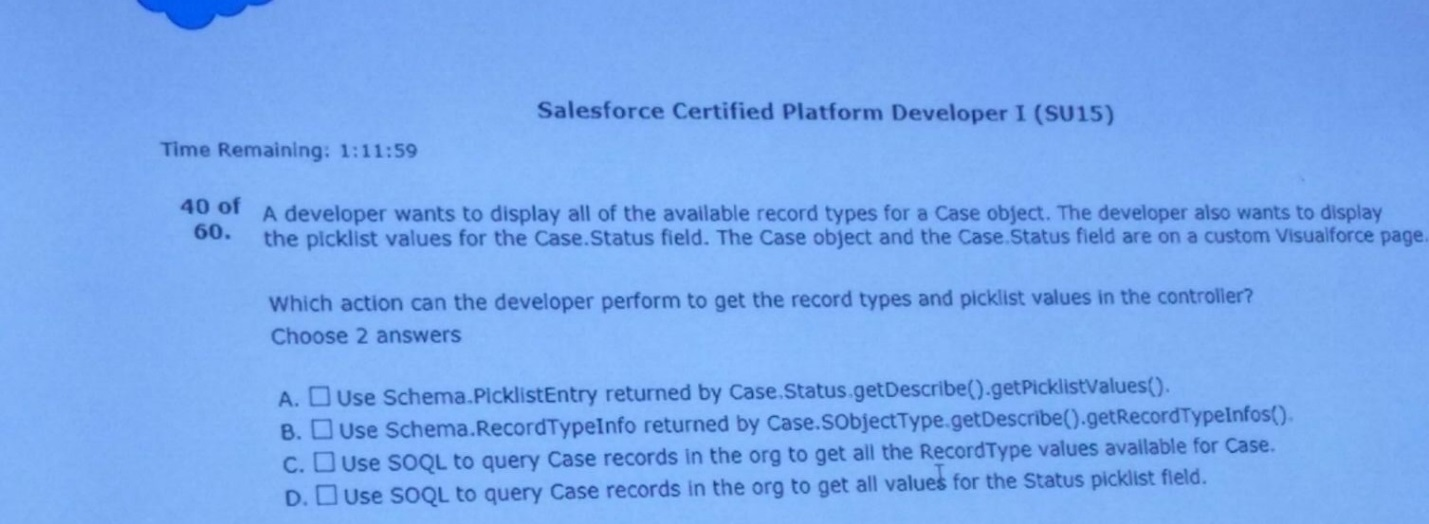 Salesforce Certified Platform Developer I (SU15)
Time Remaining: 1:11:59
40 of
60.
A developer wants to display all of the available record types for a Case object. The developer also wants to display
the picklist values for the Case.Status field. The Case object and the Case.Status field are on a custom Visualforce page.
Which action can the developer perform to get the record types and picklist values in the controller?
Choose 2 answers
A. Use Schema.PicklistEntry returned by Case.Status.getDescribe().getPicklistValues().
B. Use Schema.RecordTypeInfo returned by Case.SObjectType.getDescribe().getRecordTypeInfos().
C. Use SOQL to query Case records in the org to get all the RecordType values available for Case.
D. Use SOQL to query Case records in the org to get all values for the Status picklist field.